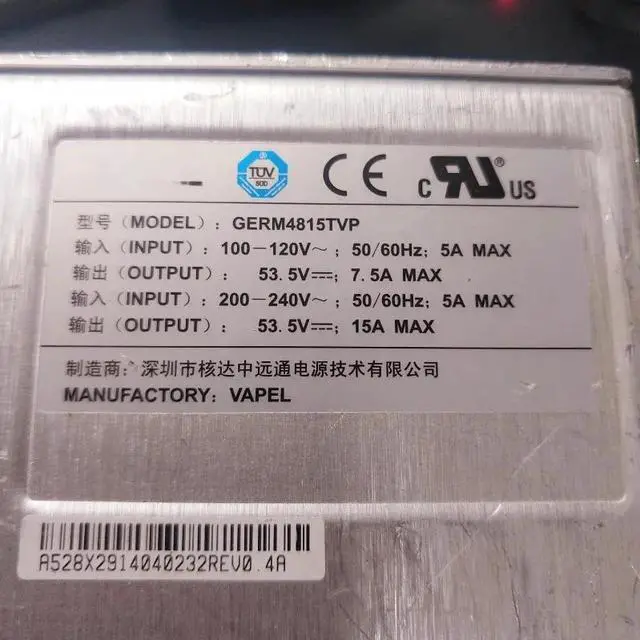 TÜV
SÜD
CE
c RU® US
型号（MODEL）: GERM4815TVP
输入（INPUT）: 100－120V～; 50/60Hz; 5A MAX
输出（OUTPUT）: 53.5V⎓; 7.5A MAX
输入（INPUT）: 200－240V～; 50/60Hz; 5A MAX
输出（OUTPUT）: 53.5V⎓; 15A MAX
制造商: 深圳市核达中远通电源技术有限公司
MANUFACTORY: VAPEL
A528X2914040232REV0.4A